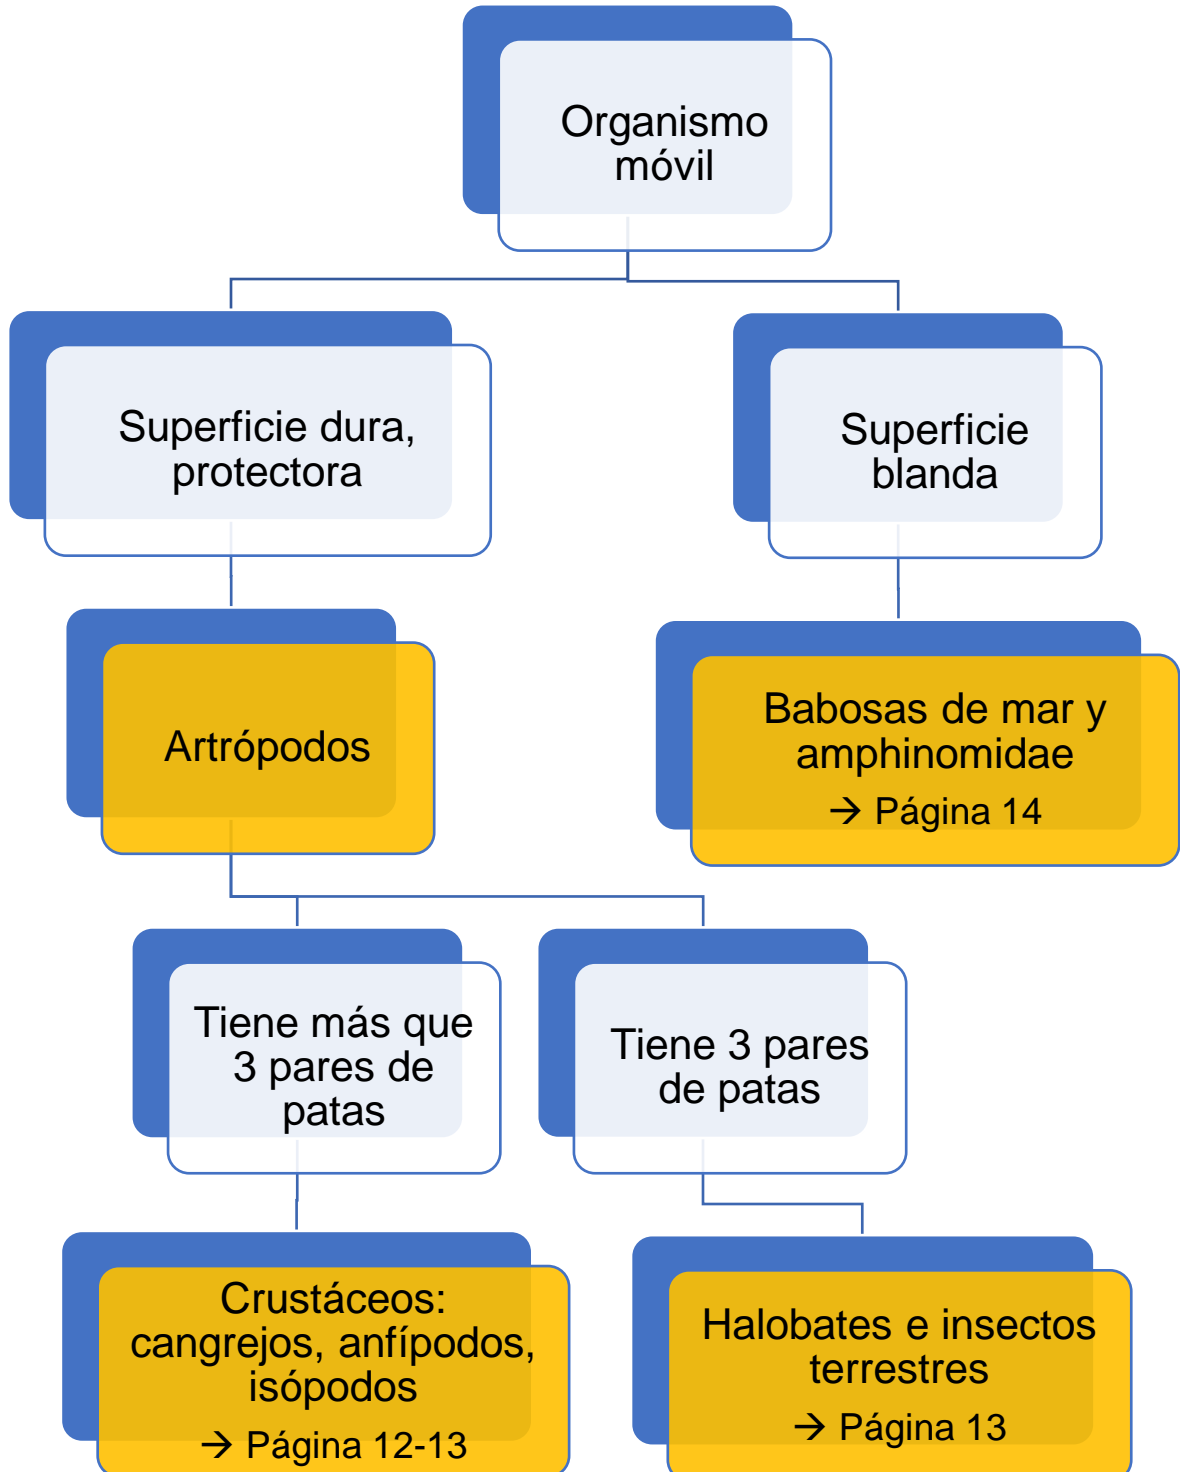 Organismo
móvil
Superficie dura,
protectora
Superficie
blanda
Artrópodos
Babosas de mar y
amphinomidae
→ Página 14
Tiene más que
3 pares de
patas
Tiene 3 pares
de patas
Crustáceos:
cangrejos, anfípodos,
isópodos
→ Página 12-13
Halobates e insectos
terrestres
→ Página 13